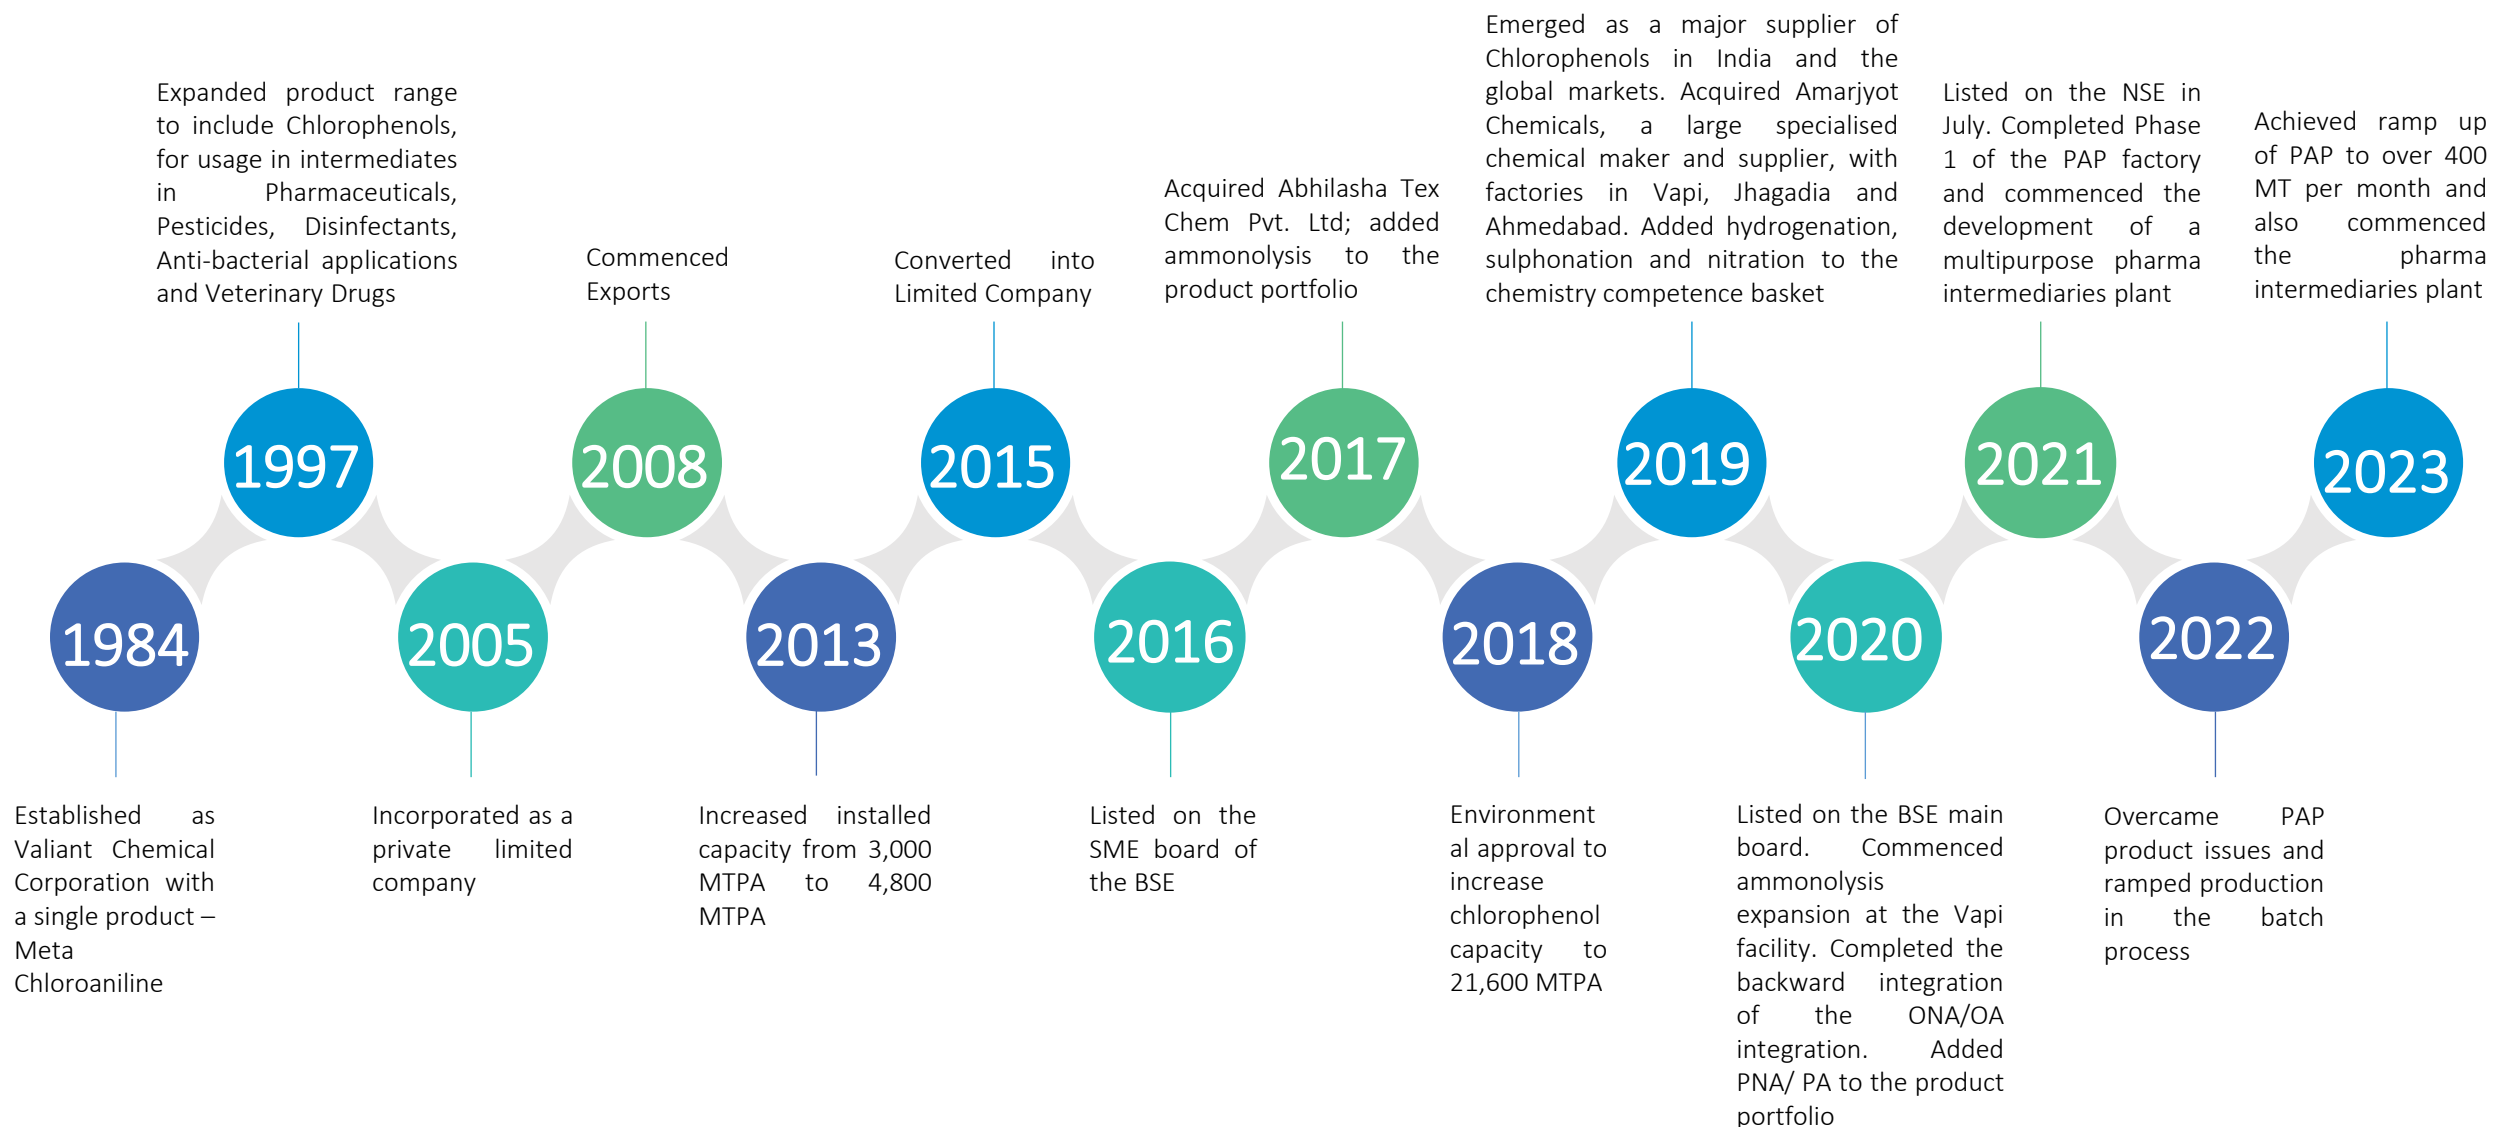 Expanded product range
to include Chlorophenols,
for usage in intermediates
in Pharmaceuticals,
Pesticides, Disinfectants,
Anti-bacterial applications
and Veterinary Drugs
Commenced
Exports
Converted into
Limited Company
Acquired Abhilasha Tex
Chem Pvt. Ltd; added
ammonolysis to the
product portfolio
Emerged as a major supplier of
Chlorophenols in India and the
global markets. Acquired Amarjyot
Chemicals, a large specialised
chemical maker and supplier, with
factories in Vapi, Jhagadia and
Ahmedabad. Added hydrogenation,
sulphonation and nitration to the
chemistry competence basket
Listed on the NSE in
July. Completed Phase
1 of the PAP factory
and commenced the
development of a
multipurpose pharma
intermediaries plant
Achieved ramp up
of PAP to over 400
MT per month and
also commenced
the pharma
intermediaries plant
1997
2008
2015
2017
2019
2021
2023
1984
2005
2013
2016
2018
2020
2022
Established as
Valiant Chemical
Corporation with
a single product –
Meta
Chloroaniline
Incorporated as a
private limited
company
Increased installed
capacity from 3,000
MTPA to 4,800
MTPA
Listed on the
SME board of
the BSE
Environment
al approval to
increase
chlorophenol
capacity to
21,600 MTPA
Listed on the BSE main
board. Commenced
ammonolysis
expansion at the Vapi
facility. Completed the
backward integration
of the ONA/OA
integration. Added
PNA/ PA to the product
portfolio
Overcame PAP
product issues and
ramped production
in the batch
process